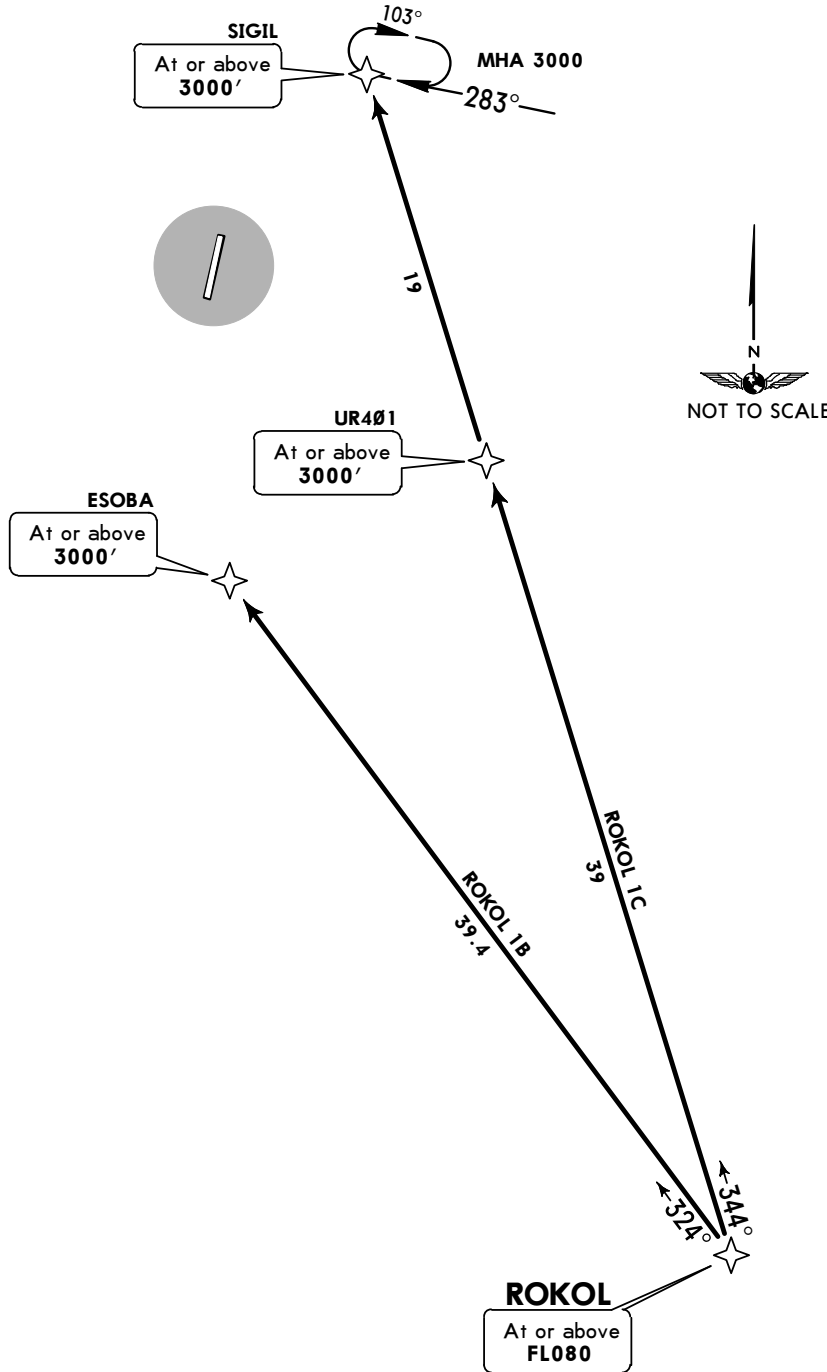 103°
SIGIL
At or above
3000′
MHA 3000
283°
19
N
NOT TO SCALE
UR4Ø1
At or above
3000′
ESOBA
At or above
3000′
ROKOL 1C
39
ROKOL 1B
39.4
344°
324°
ROKOL
At or above
FL080